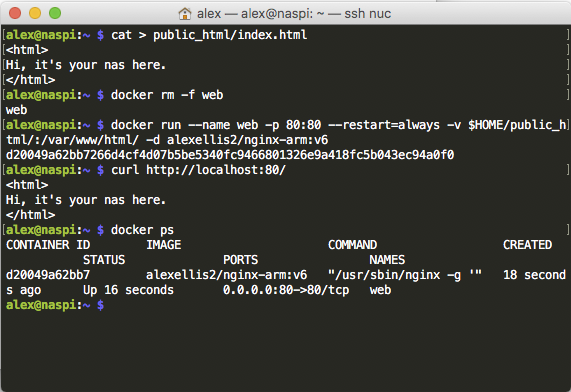 alex — alex@naspi: ~ — ssh nuc
[alex@naspi:~ $ cat > public_html/index.html ]
[<html> ]
[Hi, it's your nas here. ]
[</html> ]
[alex@naspi:~ $ docker rm -f web ]
web
[alex@naspi:~ $ docker run --name web -p 80:80 --restart=always -v $HOME/public_h]
tml/:/var/www/html/ -d alexellis2/nginx-arm:v6
d20049a62bb7266d4cf4d07b5be5340fc9466801326e9a418fc5b043ec94a0f0
[alex@naspi:~ $ curl http://localhost:80/ ]
<html>
Hi, it's your nas here.
</html>
[alex@naspi:~ $ docker ps ]
CONTAINER ID        IMAGE                     COMMAND                  CREATED
           STATUS              PORTS                NAMES
d20049a62bb7        alexellis2/nginx-arm:v6   "/usr/sbin/nginx -g '"   18 second
s ago      Up 16 seconds       0.0.0.0:80->80/tcp   web
alex@naspi:~ $